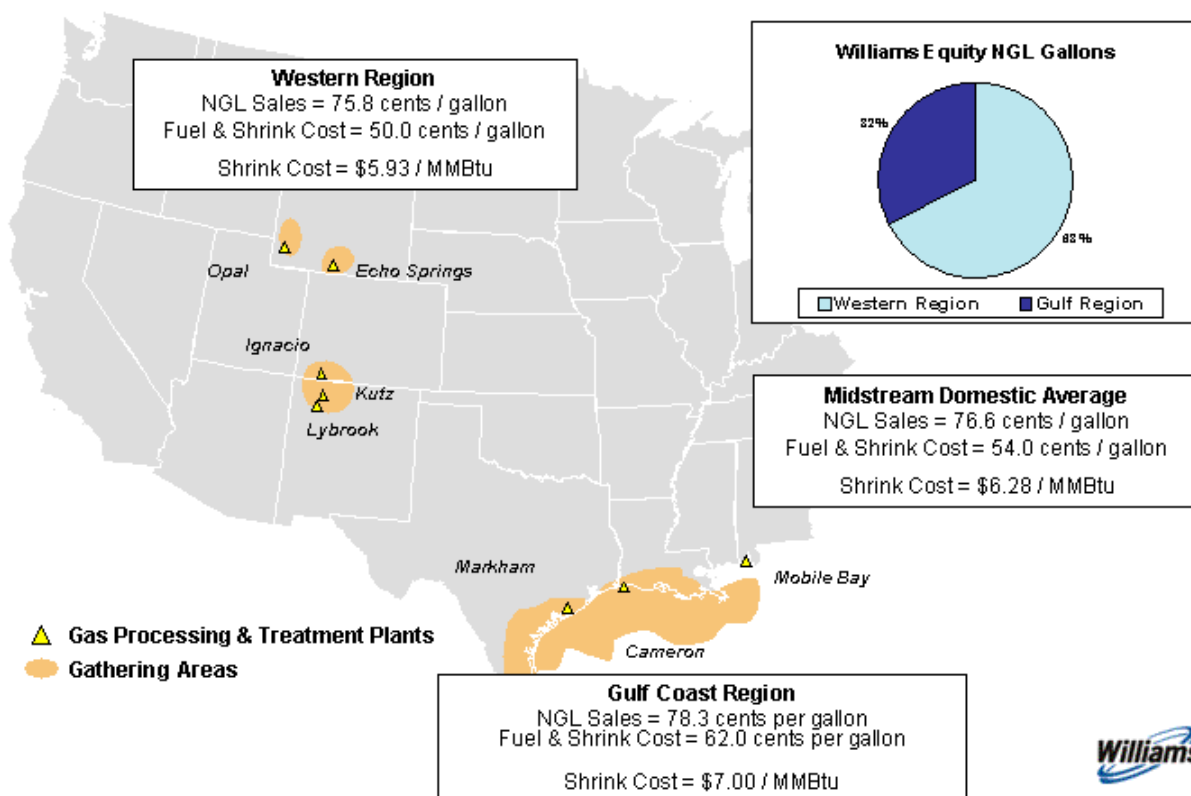 Western Region
NGL Sales = 75.8 cents / gallon
Fuel & Shrink Cost = 50.0 cents / gallon
Shrink Cost = $5.93 / MMBtu
Williams Equity NGL Gallons
32%
68%
Western Region
Gulf Region
Opal
Echo Springs
Ignacio
Kutz
Lybrook
Midstream Domestic Average
NGL Sales = 76.6 cents / gallon
Fuel & Shrink Cost = 54.0 cents / gallon
Shrink Cost = $6.28 / MMBtu
Markham
Mobile Bay
Cameron
Gas Processing & Treatment Plants
Gathering Areas
Gulf Coast Region
NGL Sales = 78.3 cents per gallon
Fuel & Shrink Cost = 62.0 cents per gallon
Shrink Cost = $7.00 / MMBtu
Williams